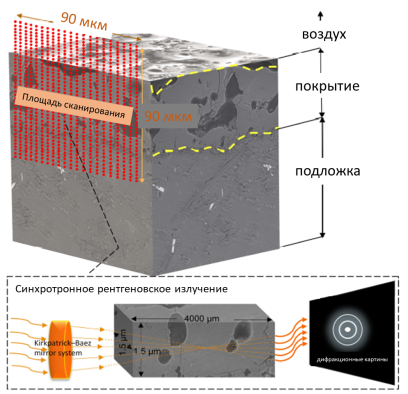 90 мкм
воздух
покрытие
Площадь сканирования
90 мкм
подложка
Синхротронное рентгеновское излучение
4000 µm
Kirkpatrick–Baez
mirror system
1.5 µm
1.5 µm
дифракционные картины